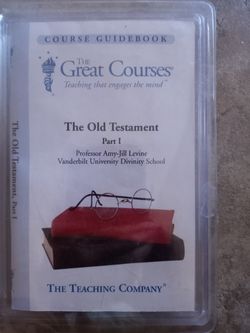 COURSE GUIDEBOOK
THE
Great Courses®
Teaching that engages the mind™
The Old Testament
Part I
Professor Amy-Jill Levine
Vanderbilt University Divinity School
THE TEACHING COMPANY®
The Old Testament, Part I